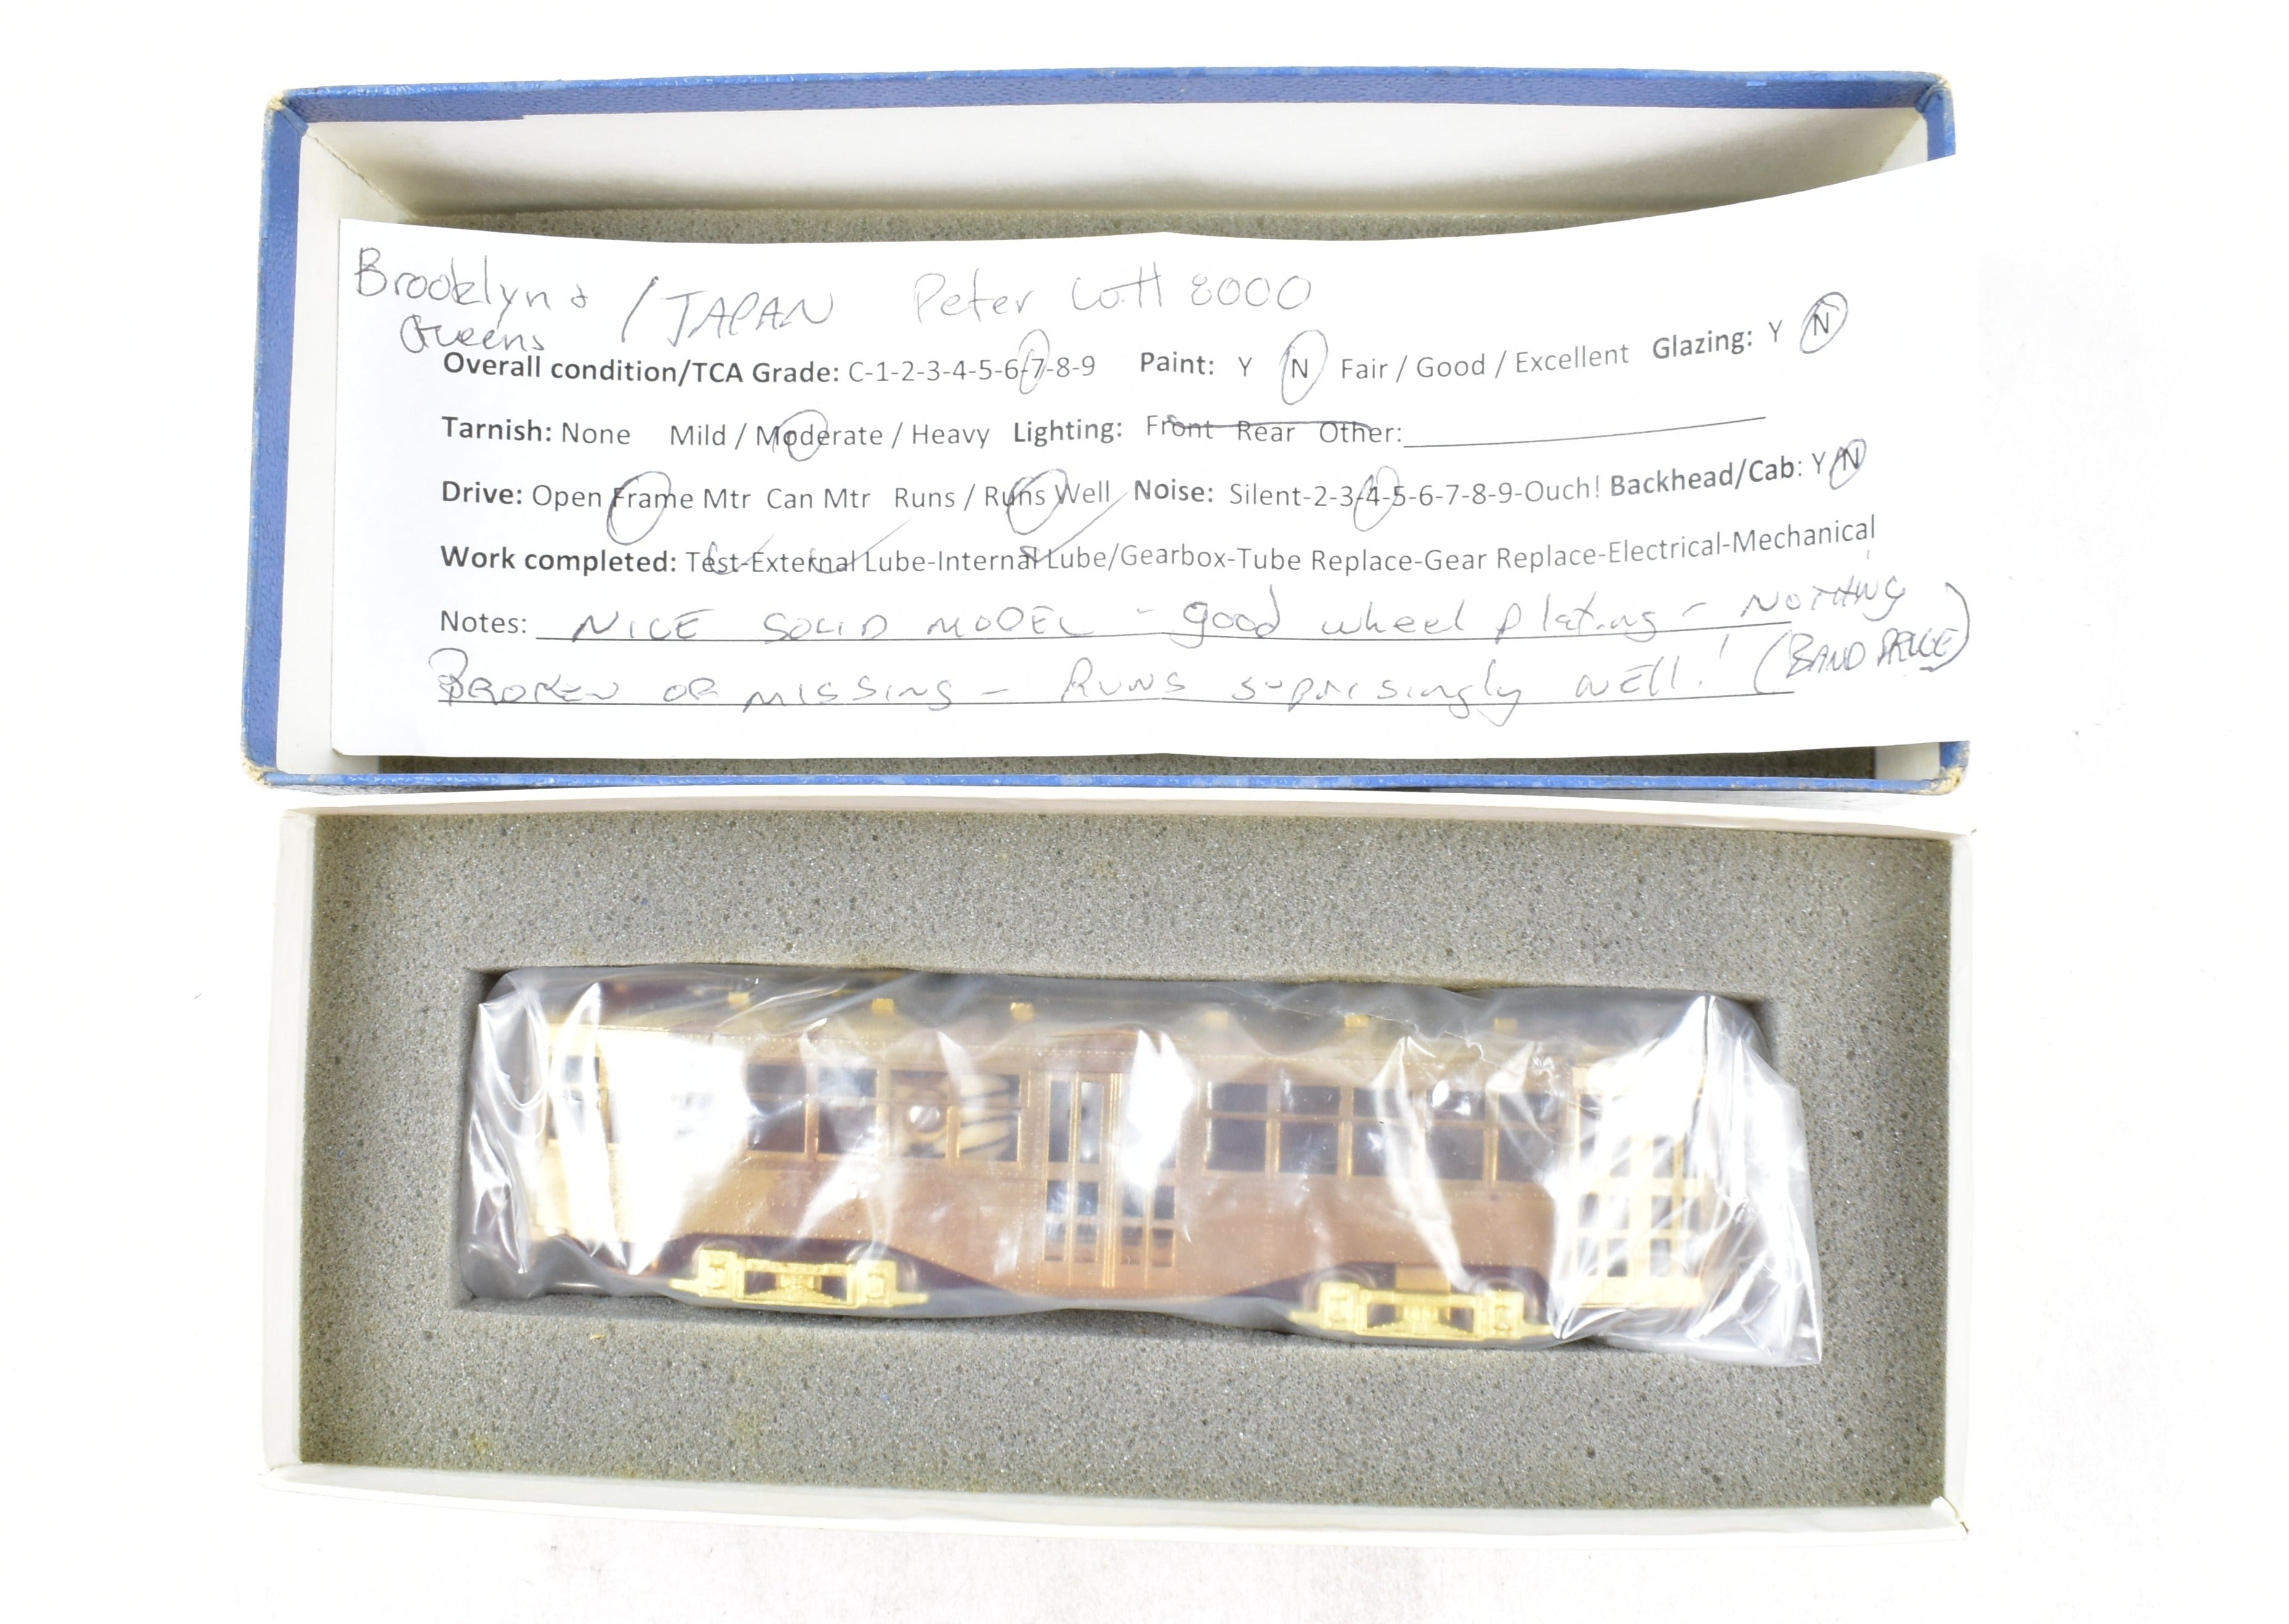 Brooklyn & / JAPAN Peter Witt 8000
Queens
Overall condition/TCA Grade: C-1-2-3-4-5-6-7-8-9 Paint: Y N Fair / Good / Excellent Glazing: Y N
Tarnish: None Mild / Moderate / Heavy Lighting: Front Rear Other:
Drive: Open Frame Mtr Can Mtr Runs / Runs Well Noise: Silent-2-3-4-5-6-7-8-9-Ouch! Backhead/Cab: Y/N
Work completed: Test-External Lube-Internal Lube/Gearbox-Tube Replace-Gear Replace-Electrical-Mechanical
Notes: NICE SOLID MODEL - good wheel plating - NOTHING
BROKEN OR MISSING - RUNS suprisingly well! (BAND DRIVE)